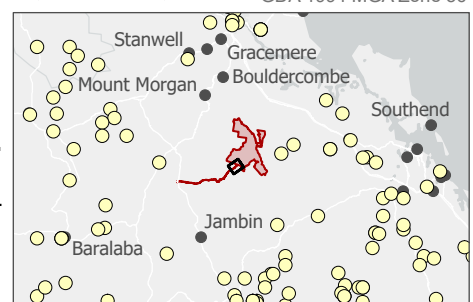 Stanwell
Gracemere
Bouldercombe
Mount Morgan
Southend
Jambin
Baralaba